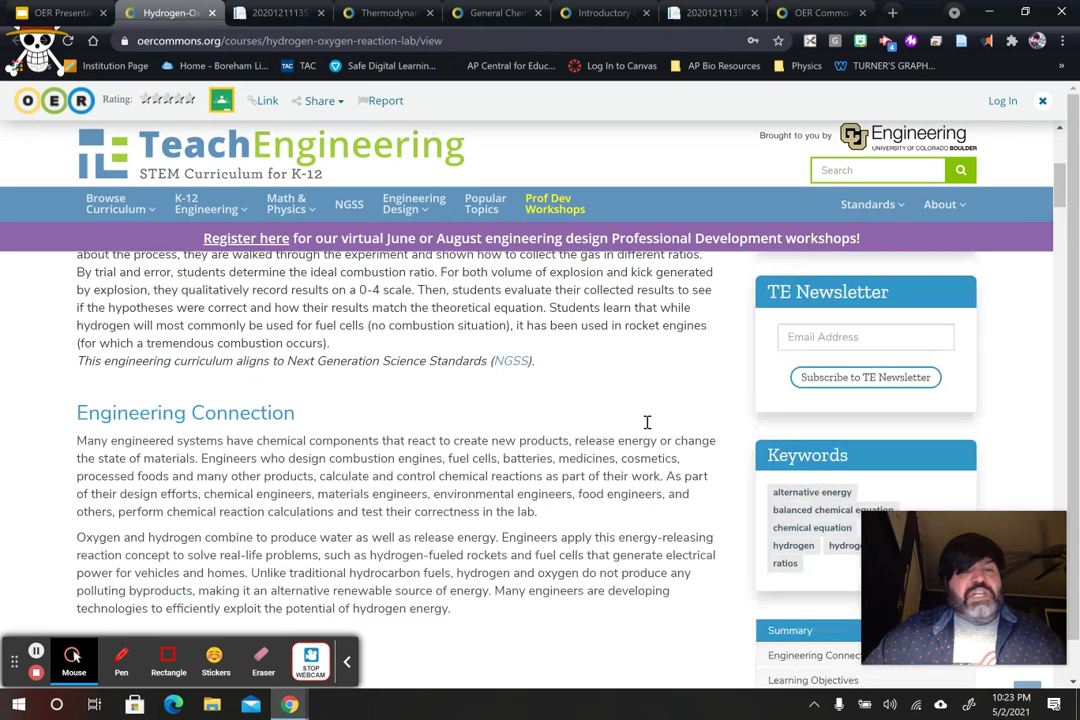 OER Presenta
Hydrogen-Ox
20201211135
Thermodynan
General Chem
Introductory C
20201211135
OER Common
oercommons.org/courses/hydrogen-oxygen-reaction-lab/view
Institution Page
Home - Boreham Li...
TAC
Safe Digital Learnin...
AP Central for Educ...
Log In to Canvas
AP Bio Resources
Physics
TURNER'S GRAPH...
»
OER
Rating:
Link
Share
Report
Log In
TeachEngineering
STEM Curriculum for K-12
Brought to you by
CU Engineering
UNIVERSITY OF COLORADO BOULDER
Search
Browse Curriculum
K-12 Engineering
Math & Physics
NGSS
Engineering Design
Popular Topics
Prof Dev Workshops
Standards
About
Register here for our virtual June or August engineering design Professional Development workshops!
about the process, they are walked through the experiment and shown how to collect the gas in different ratios.
By trial and error, students determine the ideal combustion ratio. For both volume of explosion and kick generated
by explosion, they qualitatively record results on a 0-4 scale. Then, students evaluate their collected results to see
if the hypotheses were correct and how their results match the theoretical equation. Students learn that while
hydrogen will most commonly be used for fuel cells (no combustion situation), it has been used in rocket engines
(for which a tremendous combustion occurs).
This engineering curriculum aligns to Next Generation Science Standards (NGSS).
Engineering Connection
Many engineered systems have chemical components that react to create new products, release energy or change
the state of materials. Engineers who design combustion engines, fuel cells, batteries, medicines, cosmetics,
processed foods and many other products, calculate and control chemical reactions as part of their work. As part
of their design efforts, chemical engineers, materials engineers, environmental engineers, food engineers, and
others, perform chemical reaction calculations and test their correctness in the lab.
Oxygen and hydrogen combine to produce water as well as release energy. Engineers apply this energy-releasing
reaction concept to solve real-life problems, such as hydrogen-fueled rockets and fuel cells that generate electrical
power for vehicles and homes. Unlike traditional hydrocarbon fuels, hydrogen and oxygen do not produce any
polluting byproducts, making it an alternative renewable source of energy. Many engineers are developing
technologies to efficiently exploit the potential of hydrogen energy.
TE Newsletter
Email Address
Subscribe to TE Newsletter
Keywords
alternative energy
balanced chemical equation
chemical equation
hydrogen
hydrog
ratios
Summary
Engineering Connec
Learning Objectives
Mouse
Pen
Rectangle
Stickers
Eraser
STOP WEBCAM
10:23 PM
5/2/2021